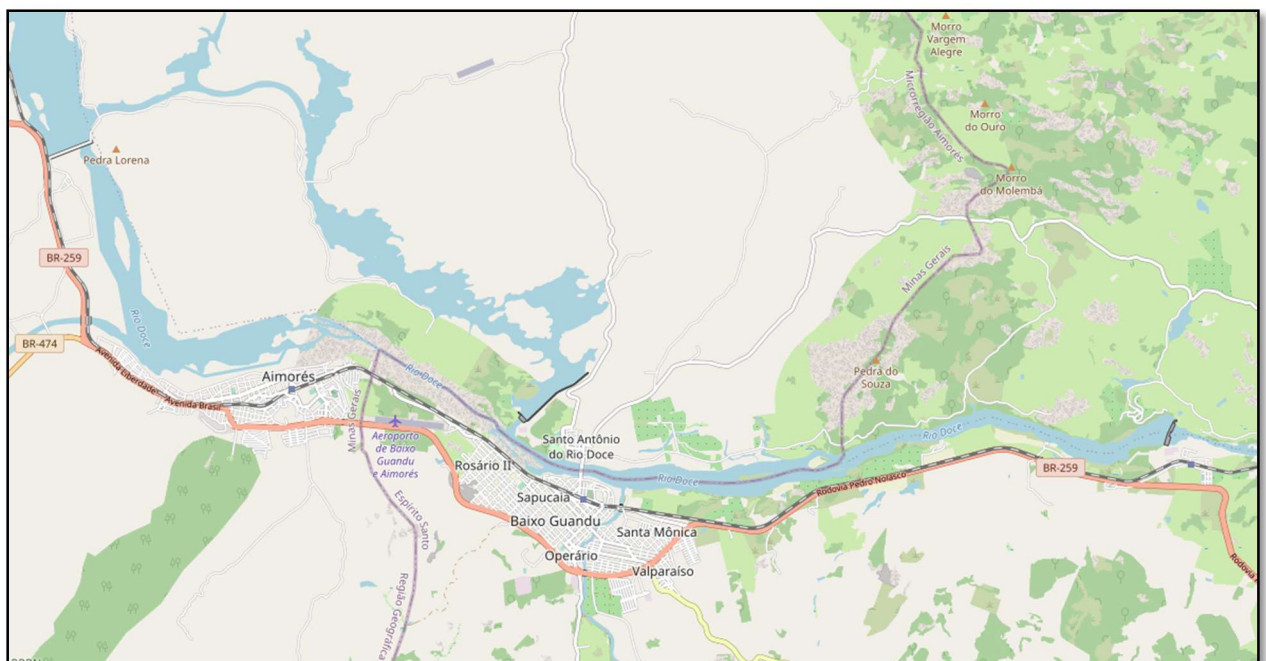 Morro
Vargem
Alegre
Microrregião Aimorés
Morro
do Ouro
Pedra Lorena
Morro
do Molemba
BR-259
Minas Gerais
Rio Doce
BR-474
Avenida Liberdade
Avenida Brasil
Aimorés
Rio Doce
Pedra do
Souza
Minas Gerais
Aeroporto
de Baixo
Guandu
e Aimorés
Santo Antônio
do Rio Doce
Rio Doce
Rosário II
Rio Doce
BR-259
Rodovia Pedro Nolasco
Sapucaia
Espírito Santo
Baixo Guandu
Santa Mônica
Operário
Valparaíso
Região Geográfica
Rodovia